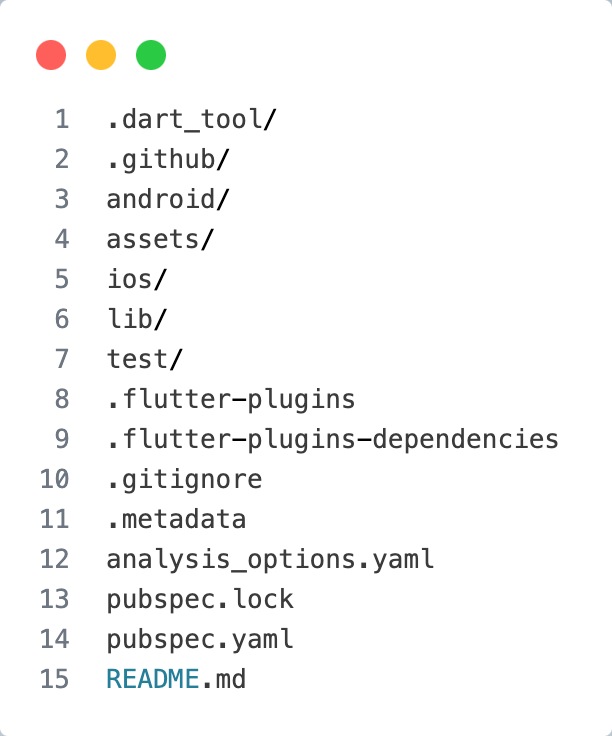 1 .dart_tool/
2 .github/
3 android/
4 assets/
5 ios/
6 lib/
7 test/
8 .flutter-plugins
9 .flutter-plugins-dependencies
10 .gitignore
11 .metadata
12 analysis_options.yaml
13 pubspec.lock
14 pubspec.yaml
15 README.md